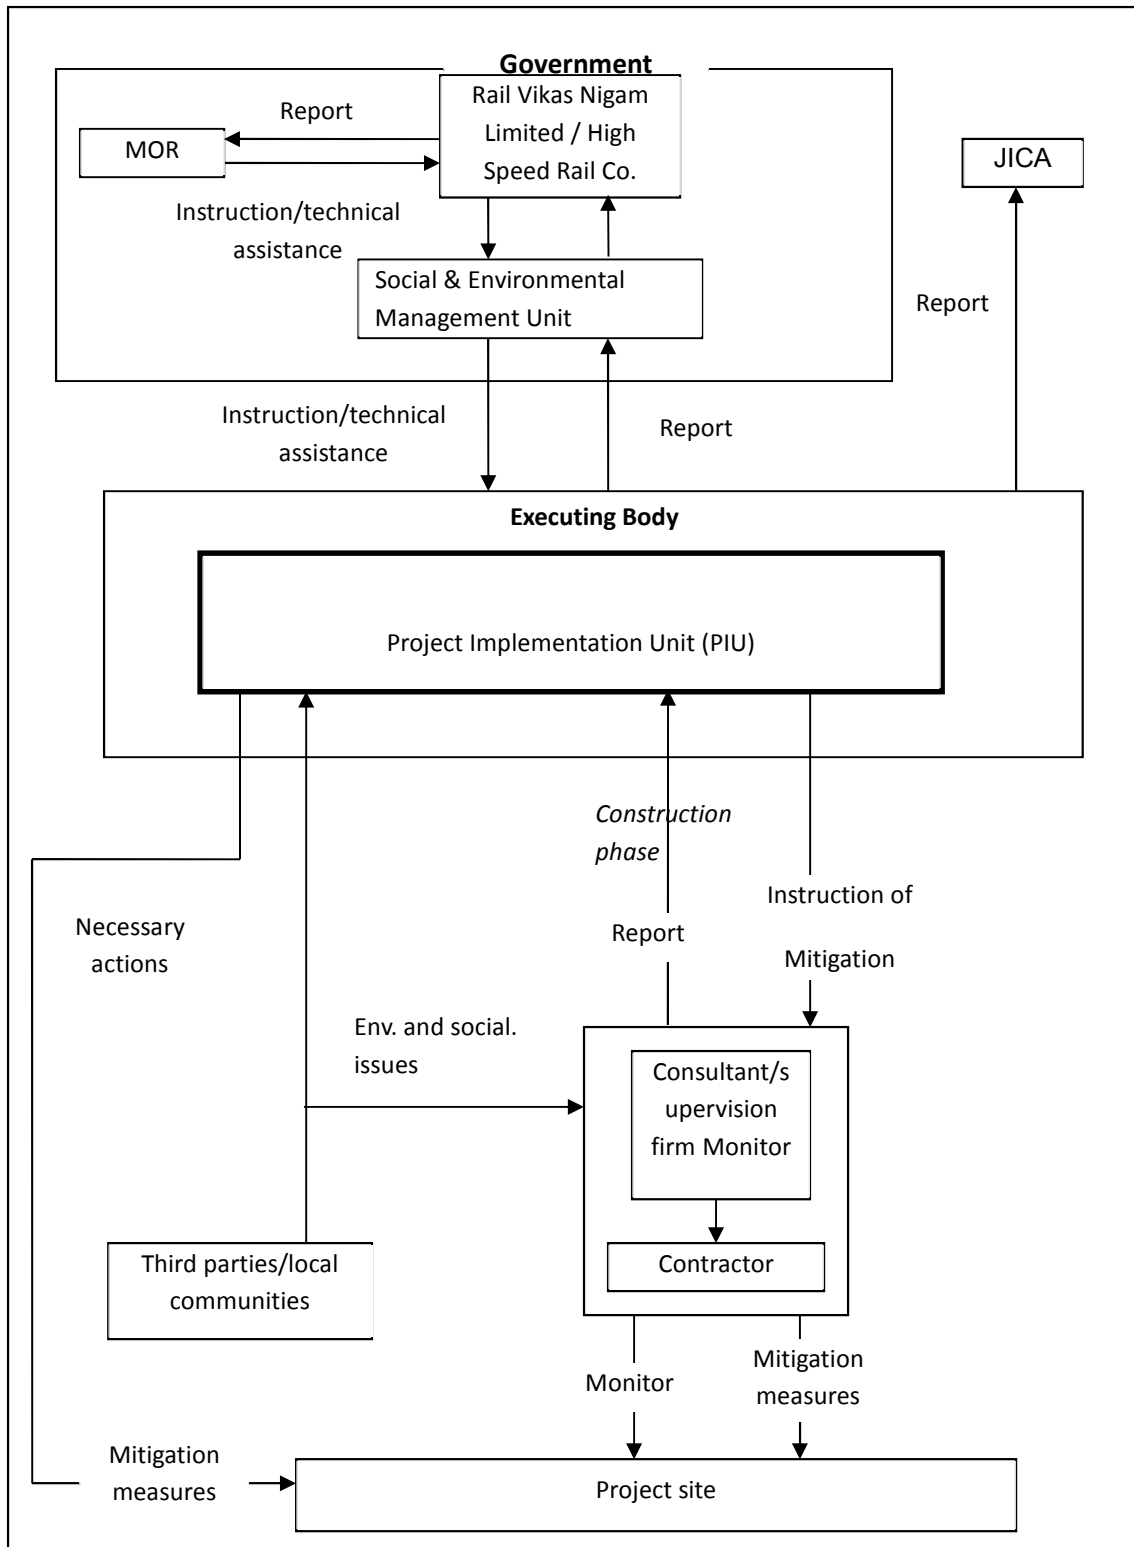 Government
Rail Vikas Nigam
Limited / High
Speed Rail Co.
Report
MOR
JICA
Instruction/technical
assistance
Social & Environmental
Management Unit
Report
Instruction/technical
assistance
Report
Executing Body
Project Implementation Unit (PIU)
Construction
phase
Instruction of
Necessary
actions
Report
Mitigation
Env. and social.
issues
Consultant/s
upervision
firm Monitor
Third parties/local
communities
Contractor
Monitor
Mitigation
measures
Mitigation
measures
Project site